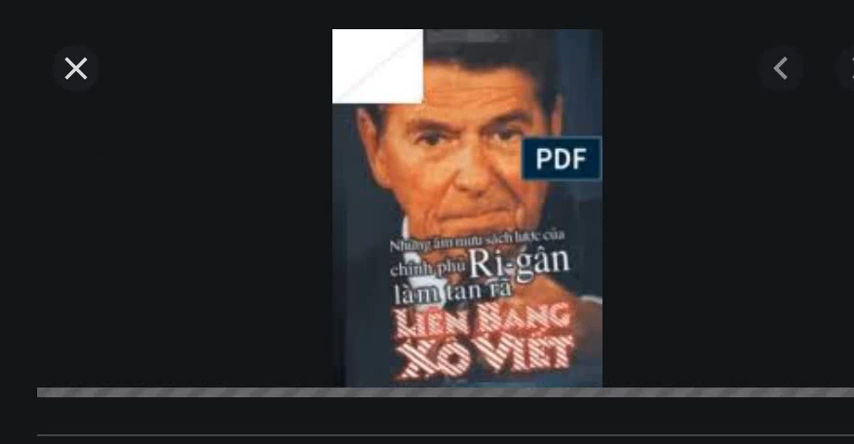 PDF
Những âm mưu sách lược của
chính phủ Ri-gân
làm tan rã
LIÊN BANG
XÔ VIẾT